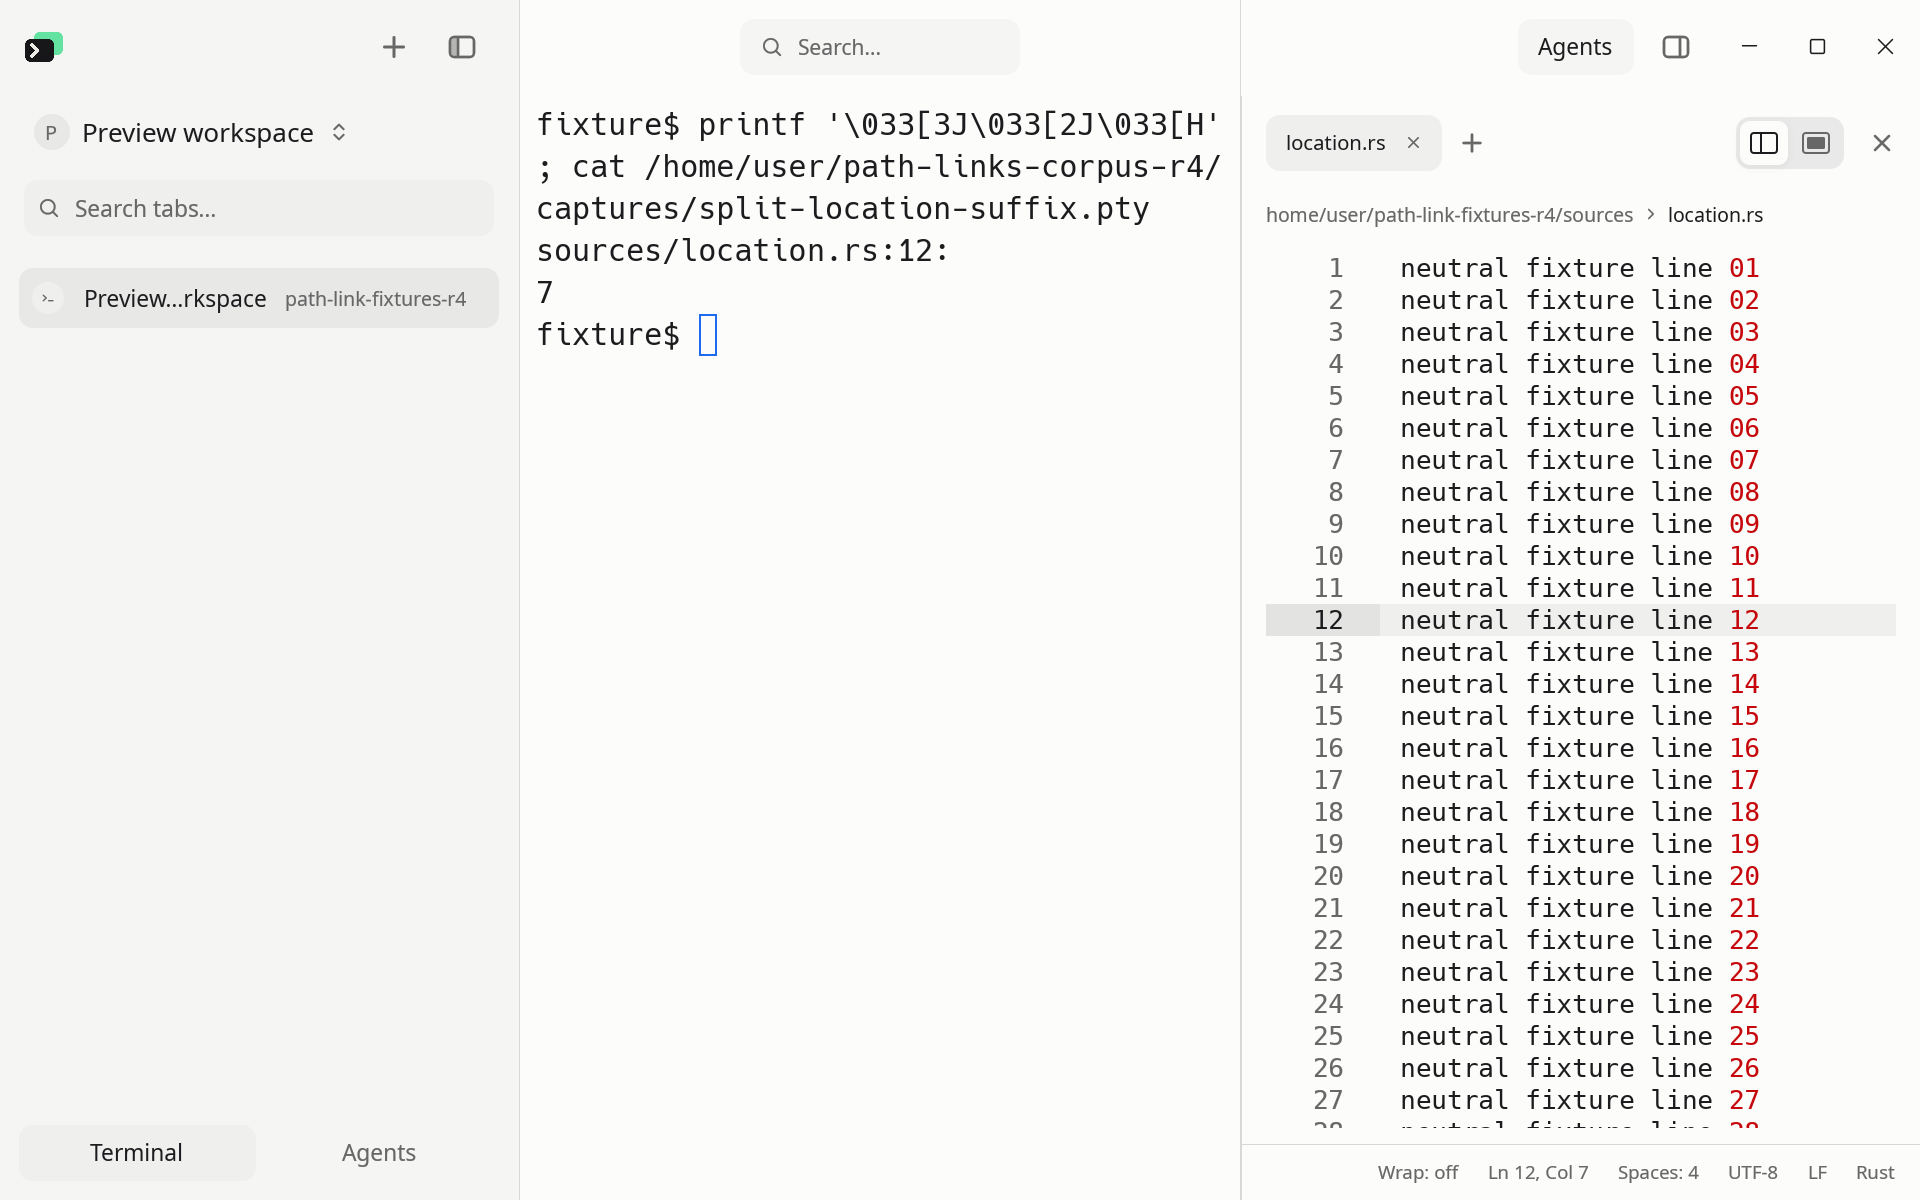 Search...
Agents
P Preview workspace
Search tabs...
Preview...rkspace path-link-fixtures-r4
Terminal
Agents
fixture$ printf '\033[3J\033[2J\033[H'
; cat /home/user/path-links-corpus-r4/
captures/split-location-suffix.pty
sources/location.rs:12:
7
fixture$
location.rs
home/user/path-link-fixtures-r4/sources > location.rs
1 neutral fixture line 01
2 neutral fixture line 02
3 neutral fixture line 03
4 neutral fixture line 04
5 neutral fixture line 05
6 neutral fixture line 06
7 neutral fixture line 07
8 neutral fixture line 08
9 neutral fixture line 09
10 neutral fixture line 10
11 neutral fixture line 11
12 neutral fixture line 12
13 neutral fixture line 13
14 neutral fixture line 14
15 neutral fixture line 15
16 neutral fixture line 16
17 neutral fixture line 17
18 neutral fixture line 18
19 neutral fixture line 19
20 neutral fixture line 20
21 neutral fixture line 21
22 neutral fixture line 22
23 neutral fixture line 23
24 neutral fixture line 24
25 neutral fixture line 25
26 neutral fixture line 26
27 neutral fixture line 27
Wrap: off Ln 12, Col 7 Spaces: 4 UTF-8 LF Rust